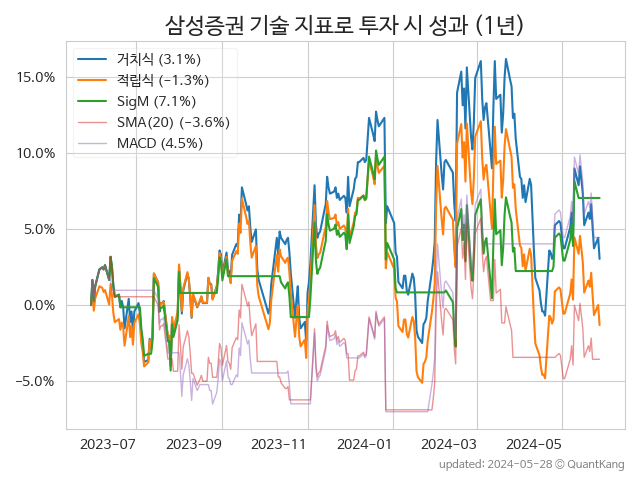 삼성증권 기술 지표로 투자 시 성과 (1년)
거치식 (3.1%)
적립식 (−1.3%)
SigM (7.1%)
SMA(20) (−3.6%)
MACD (4.5%)
15.0%
10.0%
5.0%
0.0%
−5.0%
2023-07 2023-09 2023-11 2024-01 2024-03 2024-05
updated: 2024-05-28 © QuantKang